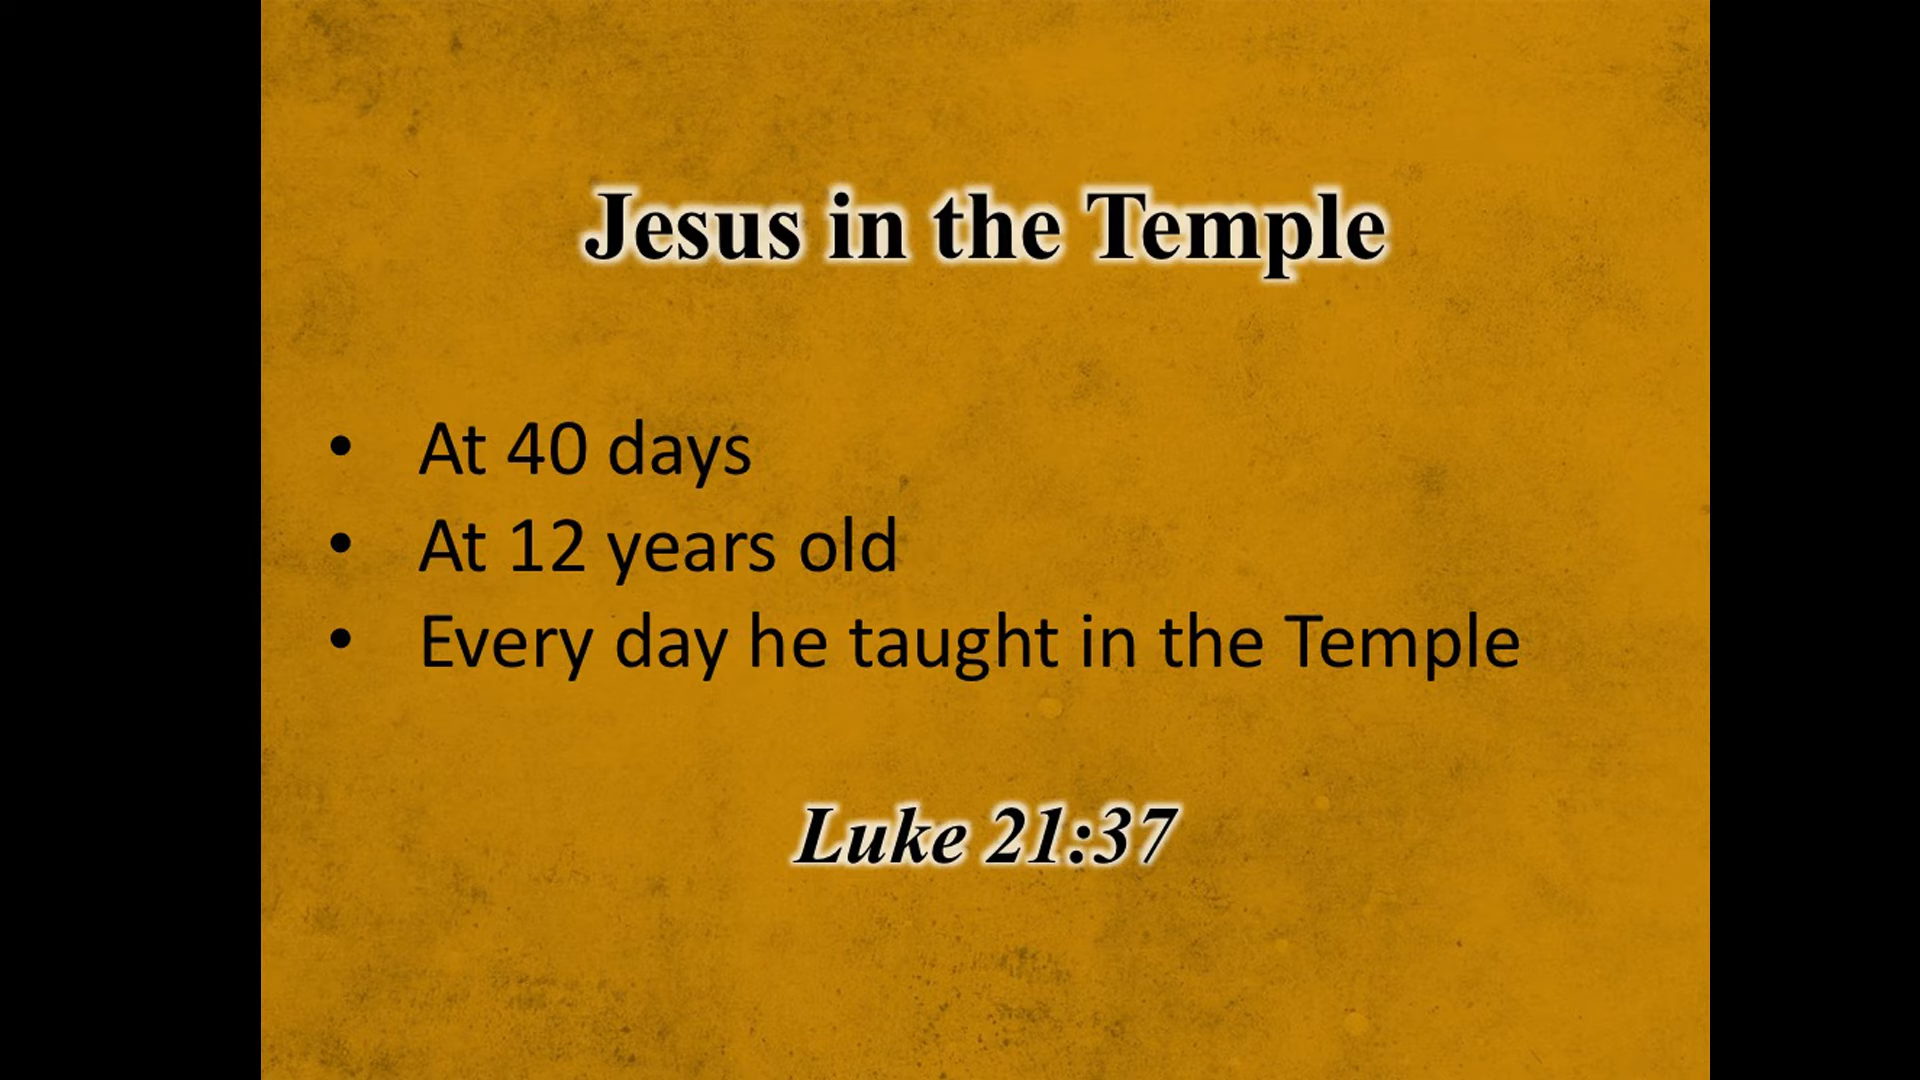 Jesus in the Temple
• At 40 days
• At 12 years old
• Every day he taught in the Temple
Luke 21:37